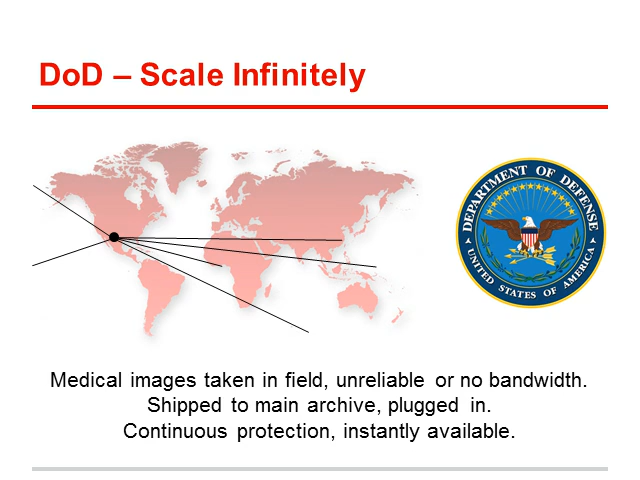 DoD – Scale Infinitely
DEPARTMENT OF DEFENSE
UNITED STATES OF AMERICA
Medical images taken in field, unreliable or no bandwidth.
Shipped to main archive, plugged in.
Continuous protection, instantly available.